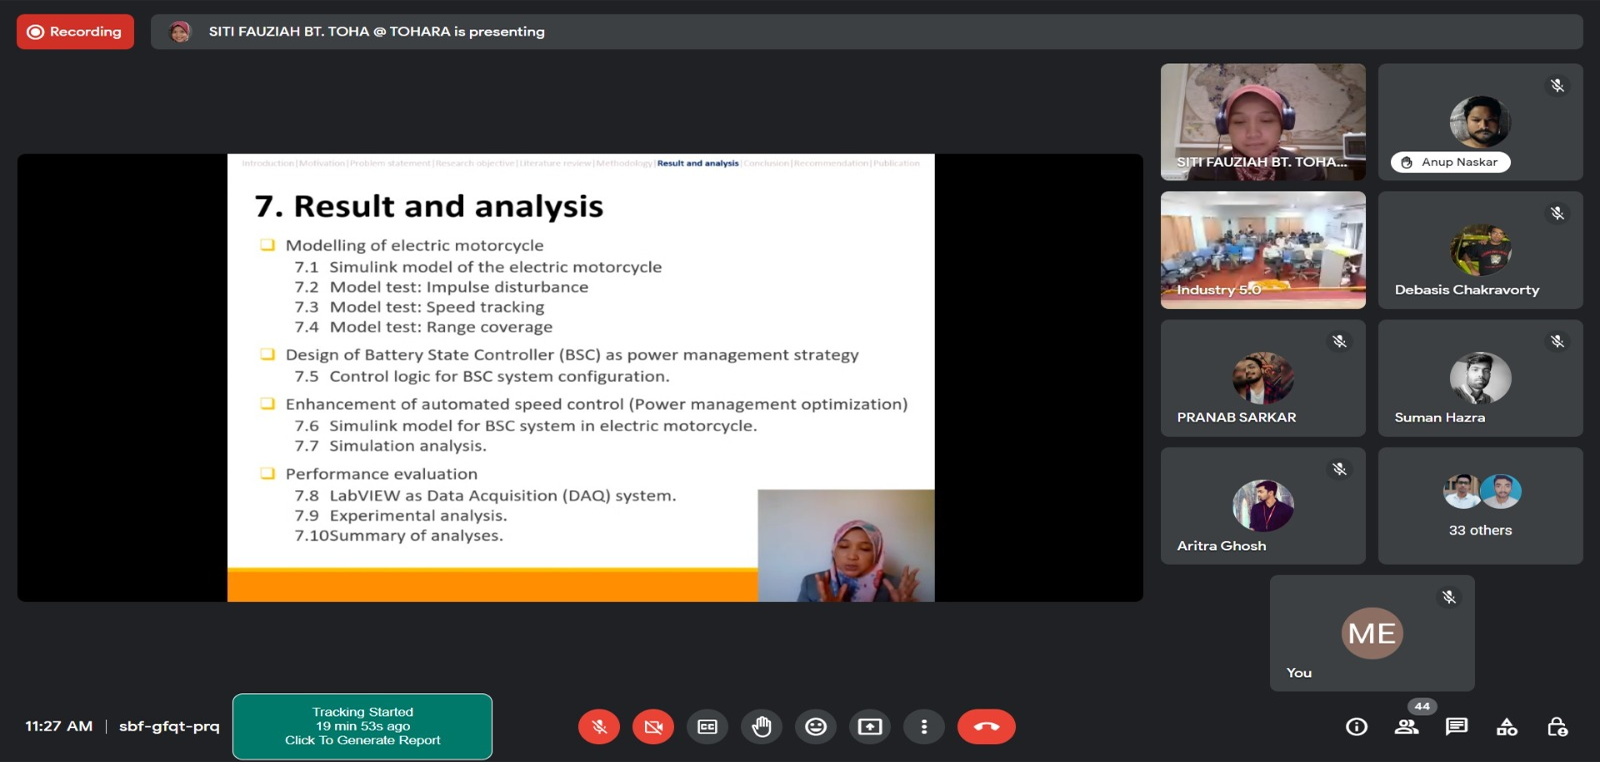 Recording
SITI FAUZIAH BT. TOHA @ TOHARA is presenting
Introduction|Motivation|Problem statement|Research objective|Literature review|Methodology|Result and analysis|Conclusion|Recommendation|Publication
7. Result and analysis
Modelling of electric motorcycle
7.1 Simulink model of the electric motorcycle
7.2 Model test: Impulse disturbance
7.3 Model test: Speed tracking
7.4 Model test: Range coverage
Design of Battery State Controller (BSC) as power management strategy
7.5 Control logic for BSC system configuration.
Enhancement of automated speed control (Power management optimization)
7.6 Simulink model for BSC system in electric motorcycle.
7.7 Simulation analysis.
Performance evaluation
7.8 LabVIEW as Data Acquisition (DAQ) system.
7.9 Experimental analysis.
7.10Summary of analyses.
SITI FAUZIAH BT. TOHA...
Anup Naskar
Industry 5.0
Debasis Chakravorty
PRANAB SARKAR
Suman Hazra
Aritra Ghosh
33 others
ME
You
11:27 AM | sbf-gfqt-prq
Tracking Started
19 min 53s ago
Click To Generate Report
CC
44